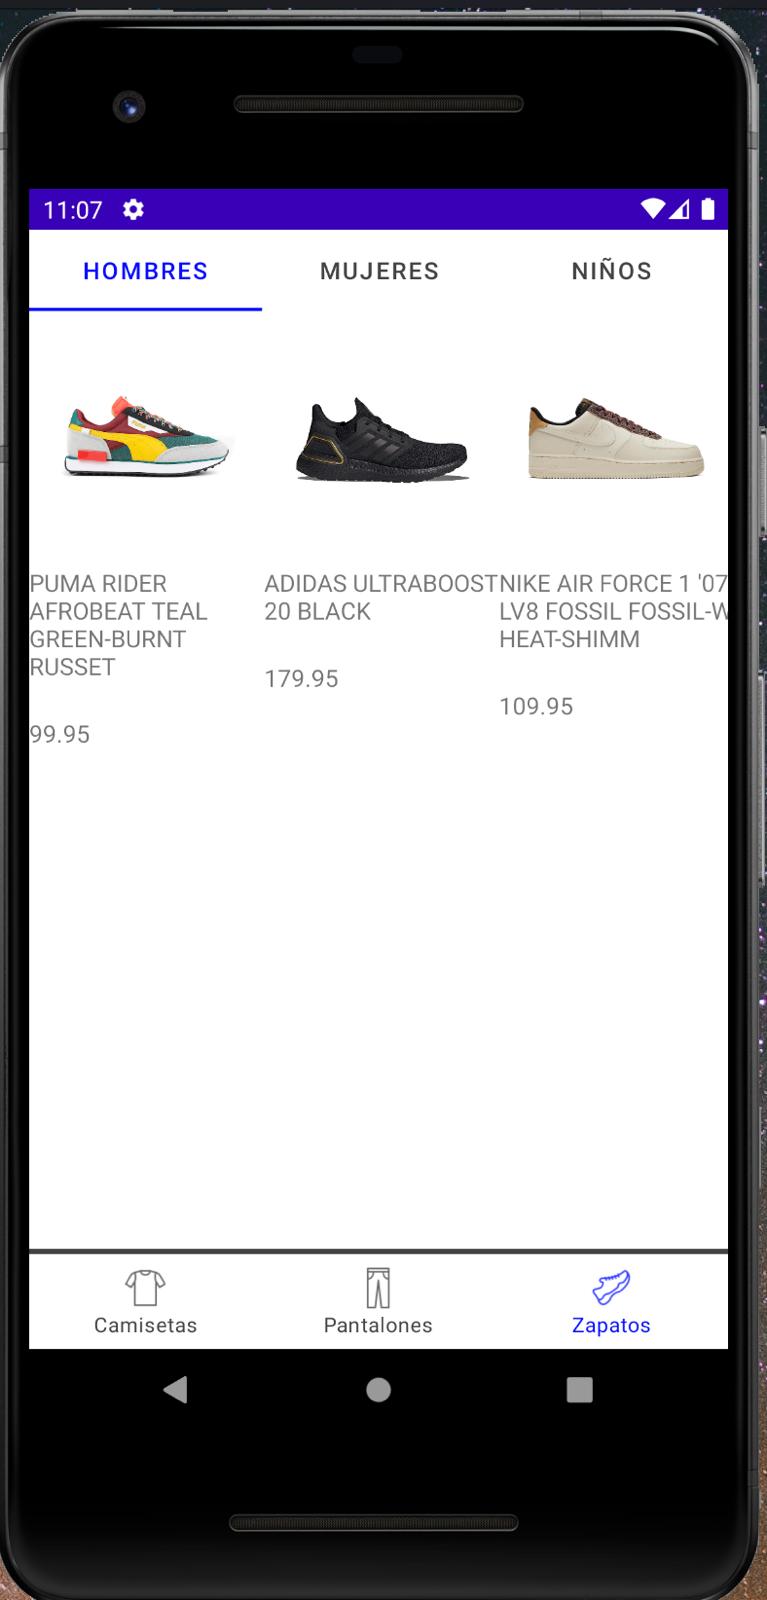 11:07
HOMBRES
MUJERES
NIÑOS
PUMA RIDER
AFROBEAT TEAL
GREEN-BURNT
RUSSET
99.95
ADIDAS ULTRABOOST
20 BLACK
179.95
NIKE AIR FORCE 1 '07
LV8 FOSSIL FOSSIL-W
HEAT-SHIMM
109.95
Camisetas
Pantalones
Zapatos